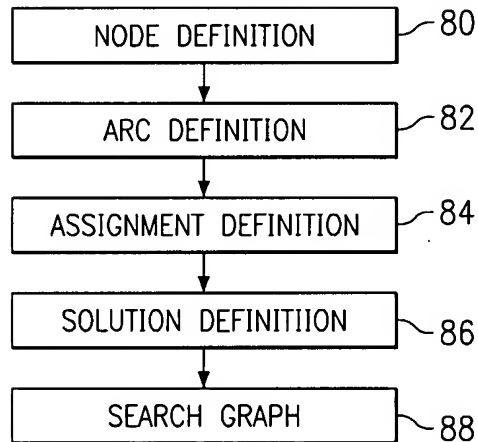 NODE DEFINITION 80
ARC DEFINITION 82
ASSIGNMENT DEFINITION 84
SOLUTION DEFINITIION 86
SEARCH GRAPH 88